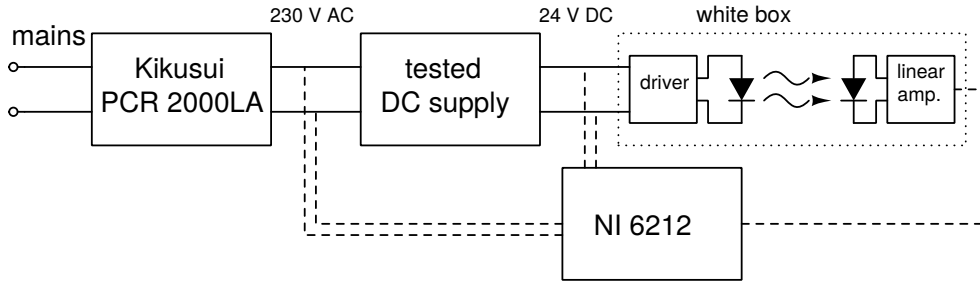 230 V AC
24 V DC
white box
mains
Kikusui
PCR 2000LA
tested
DC supply
driver
linear
amp.
NI 6212